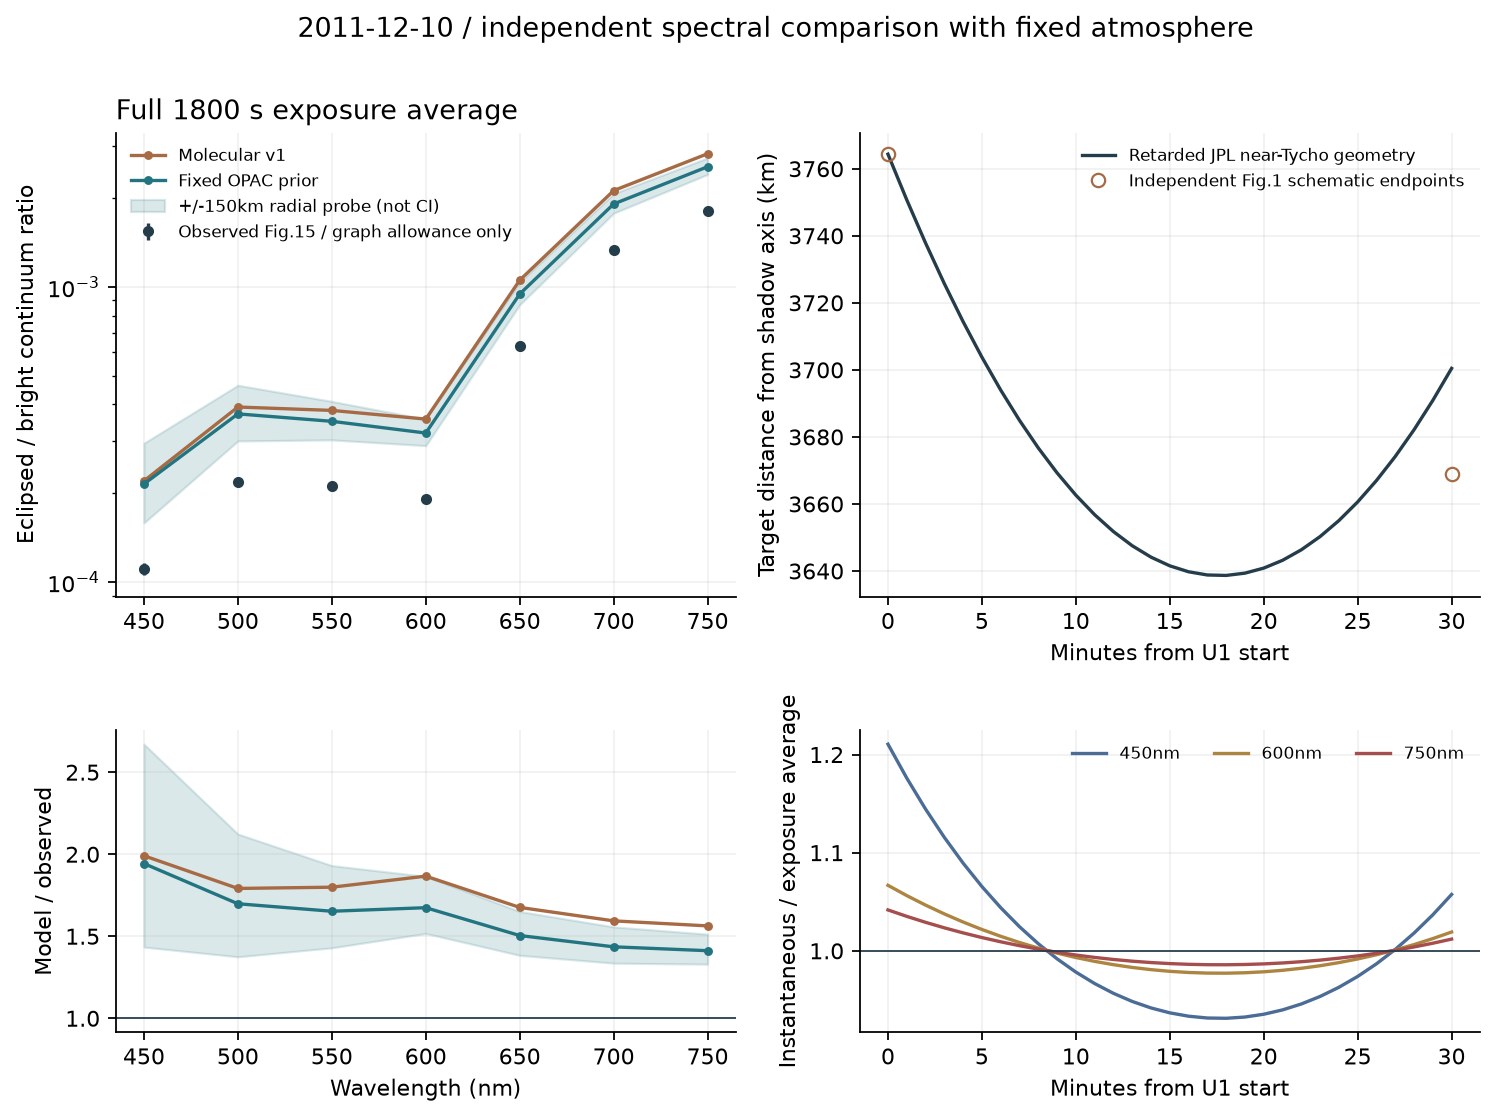 2011-12-10 / independent spectral comparison with fixed atmosphere
Full 1800 s exposure average
Eclipsed / bright continuum ratio
10⁻³
10⁻⁴
Molecular v1
Fixed OPAC prior
+/-150km radial probe (not CI)
Observed Fig.15 / graph allowance only
450 500 550 600 650 700 750
Target distance from shadow axis (km)
3760
3740
3720
3700
3680
3660
3640
Retarded JPL near-Tycho geometry
Independent Fig.1 schematic endpoints
0 5 10 15 20 25 30
Minutes from U1 start
Model / observed
2.5
2.0
1.5
1.0
450 500 550 600 650 700 750
Wavelength (nm)
Instantaneous / exposure average
1.2
1.1
1.0
450nm 600nm 750nm
0 5 10 15 20 25 30
Minutes from U1 start